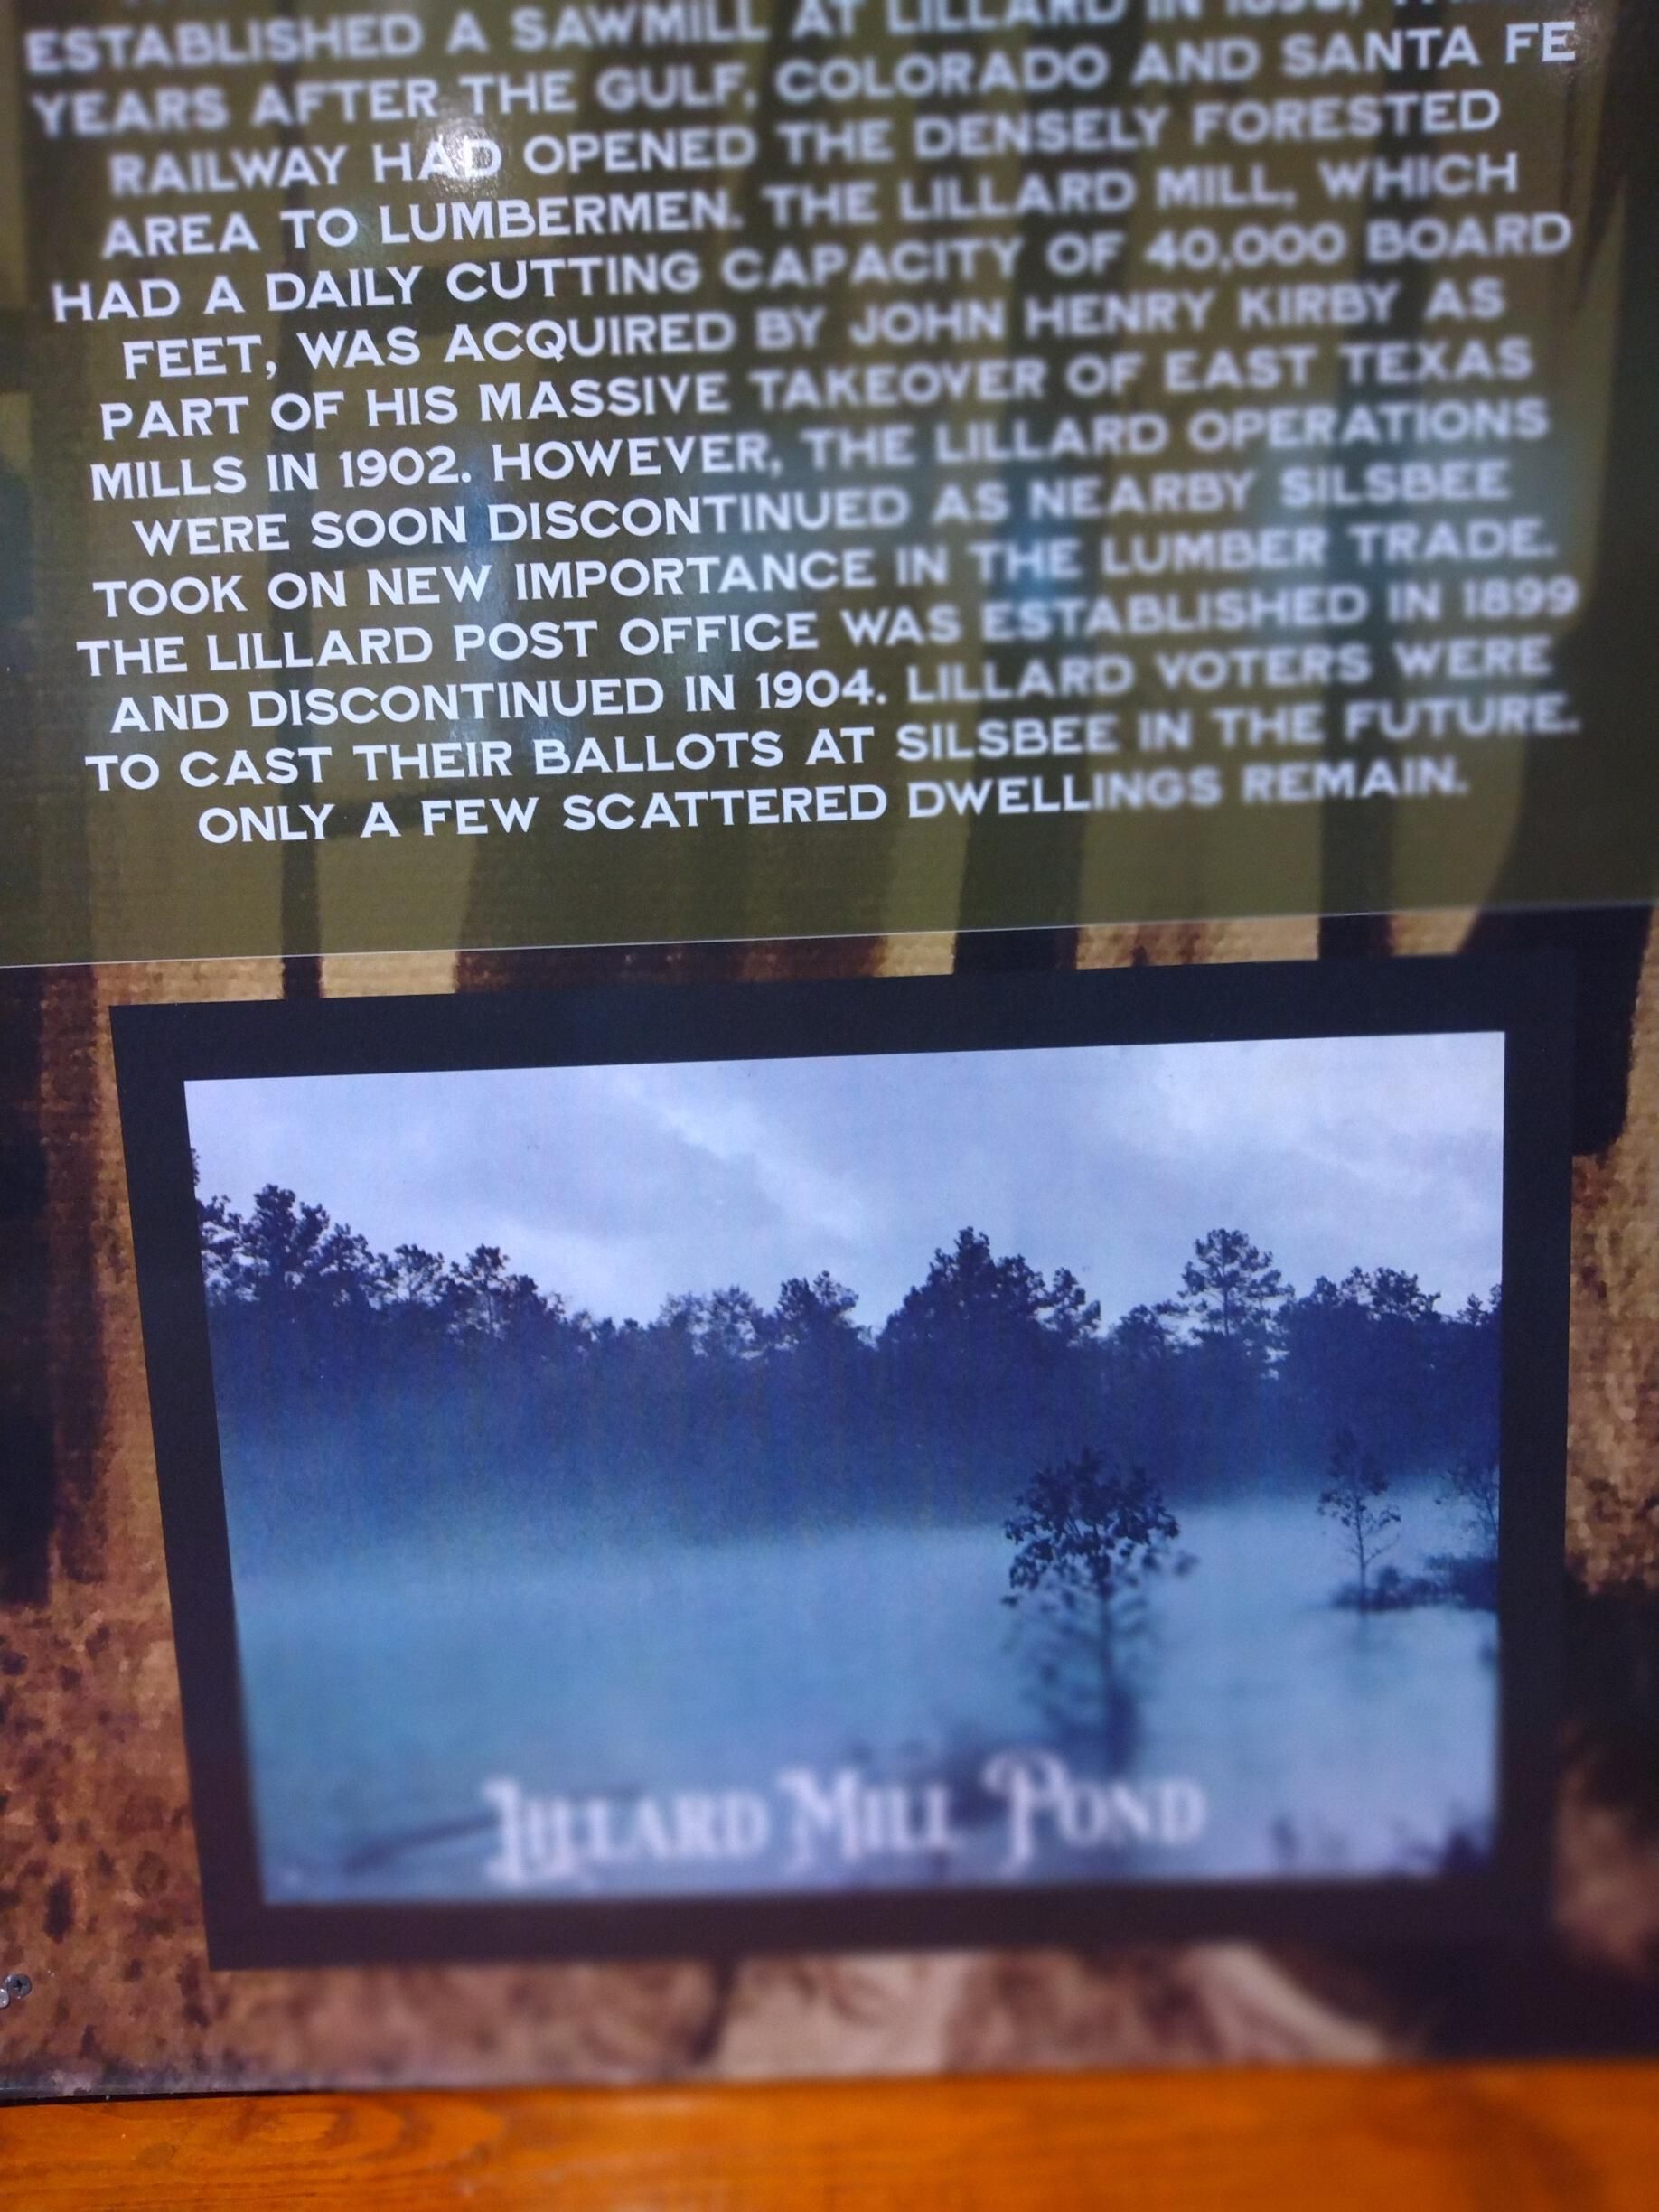 ESTABLISHED A SAWMILL AT LILLARD IN
YEARS AFTER THE GULF, COLORADO AND SANTA FE
RAILWAY HAD OPENED THE DENSELY FORESTED
AREA TO LUMBERMEN. THE LILLARD MILL, WHICH
HAD A DAILY CUTTING CAPACITY OF 40,000 BOARD
FEET, WAS ACQUIRED BY JOHN HENRY KIRBY AS
PART OF HIS MASSIVE TAKEOVER OF EAST TEXAS
MILLS IN 1902. HOWEVER, THE LILLARD OPERATIONS
WERE SOON DISCONTINUED AS NEARBY SILSBEE
TOOK ON NEW IMPORTANCE IN THE LUMBER TRADE.
THE LILLARD POST OFFICE WAS ESTABLISHED IN 1899
AND DISCONTINUED IN 1904. LILLARD VOTERS WERE
TO CAST THEIR BALLOTS AT SILSBEE IN THE FUTURE.
ONLY A FEW SCATTERED DWELLINGS REMAIN.
LILLARD MILL POND